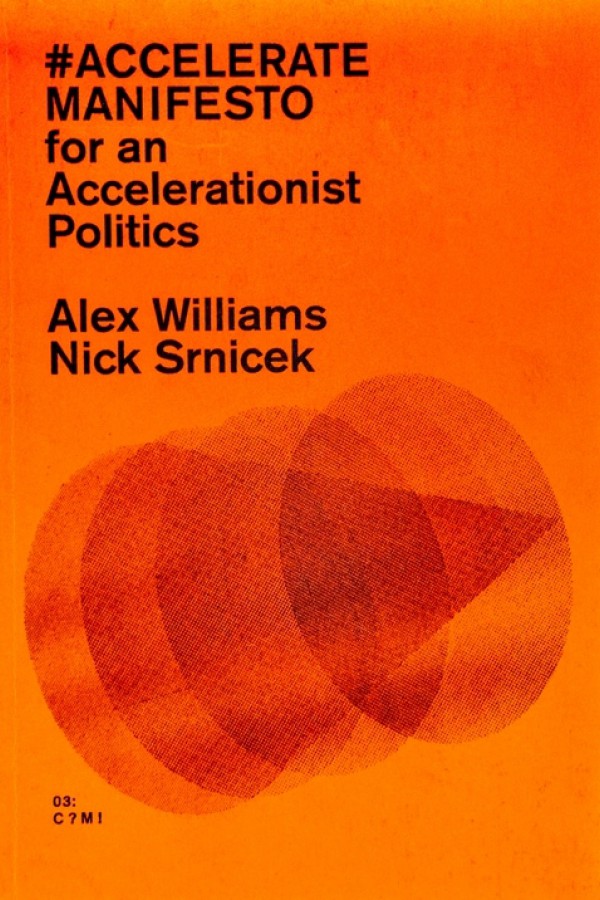 #ACCELERATE
MANIFESTO
for an
Accelerationist
Politics
Alex Williams
Nick Srnicek
03:
C?M!